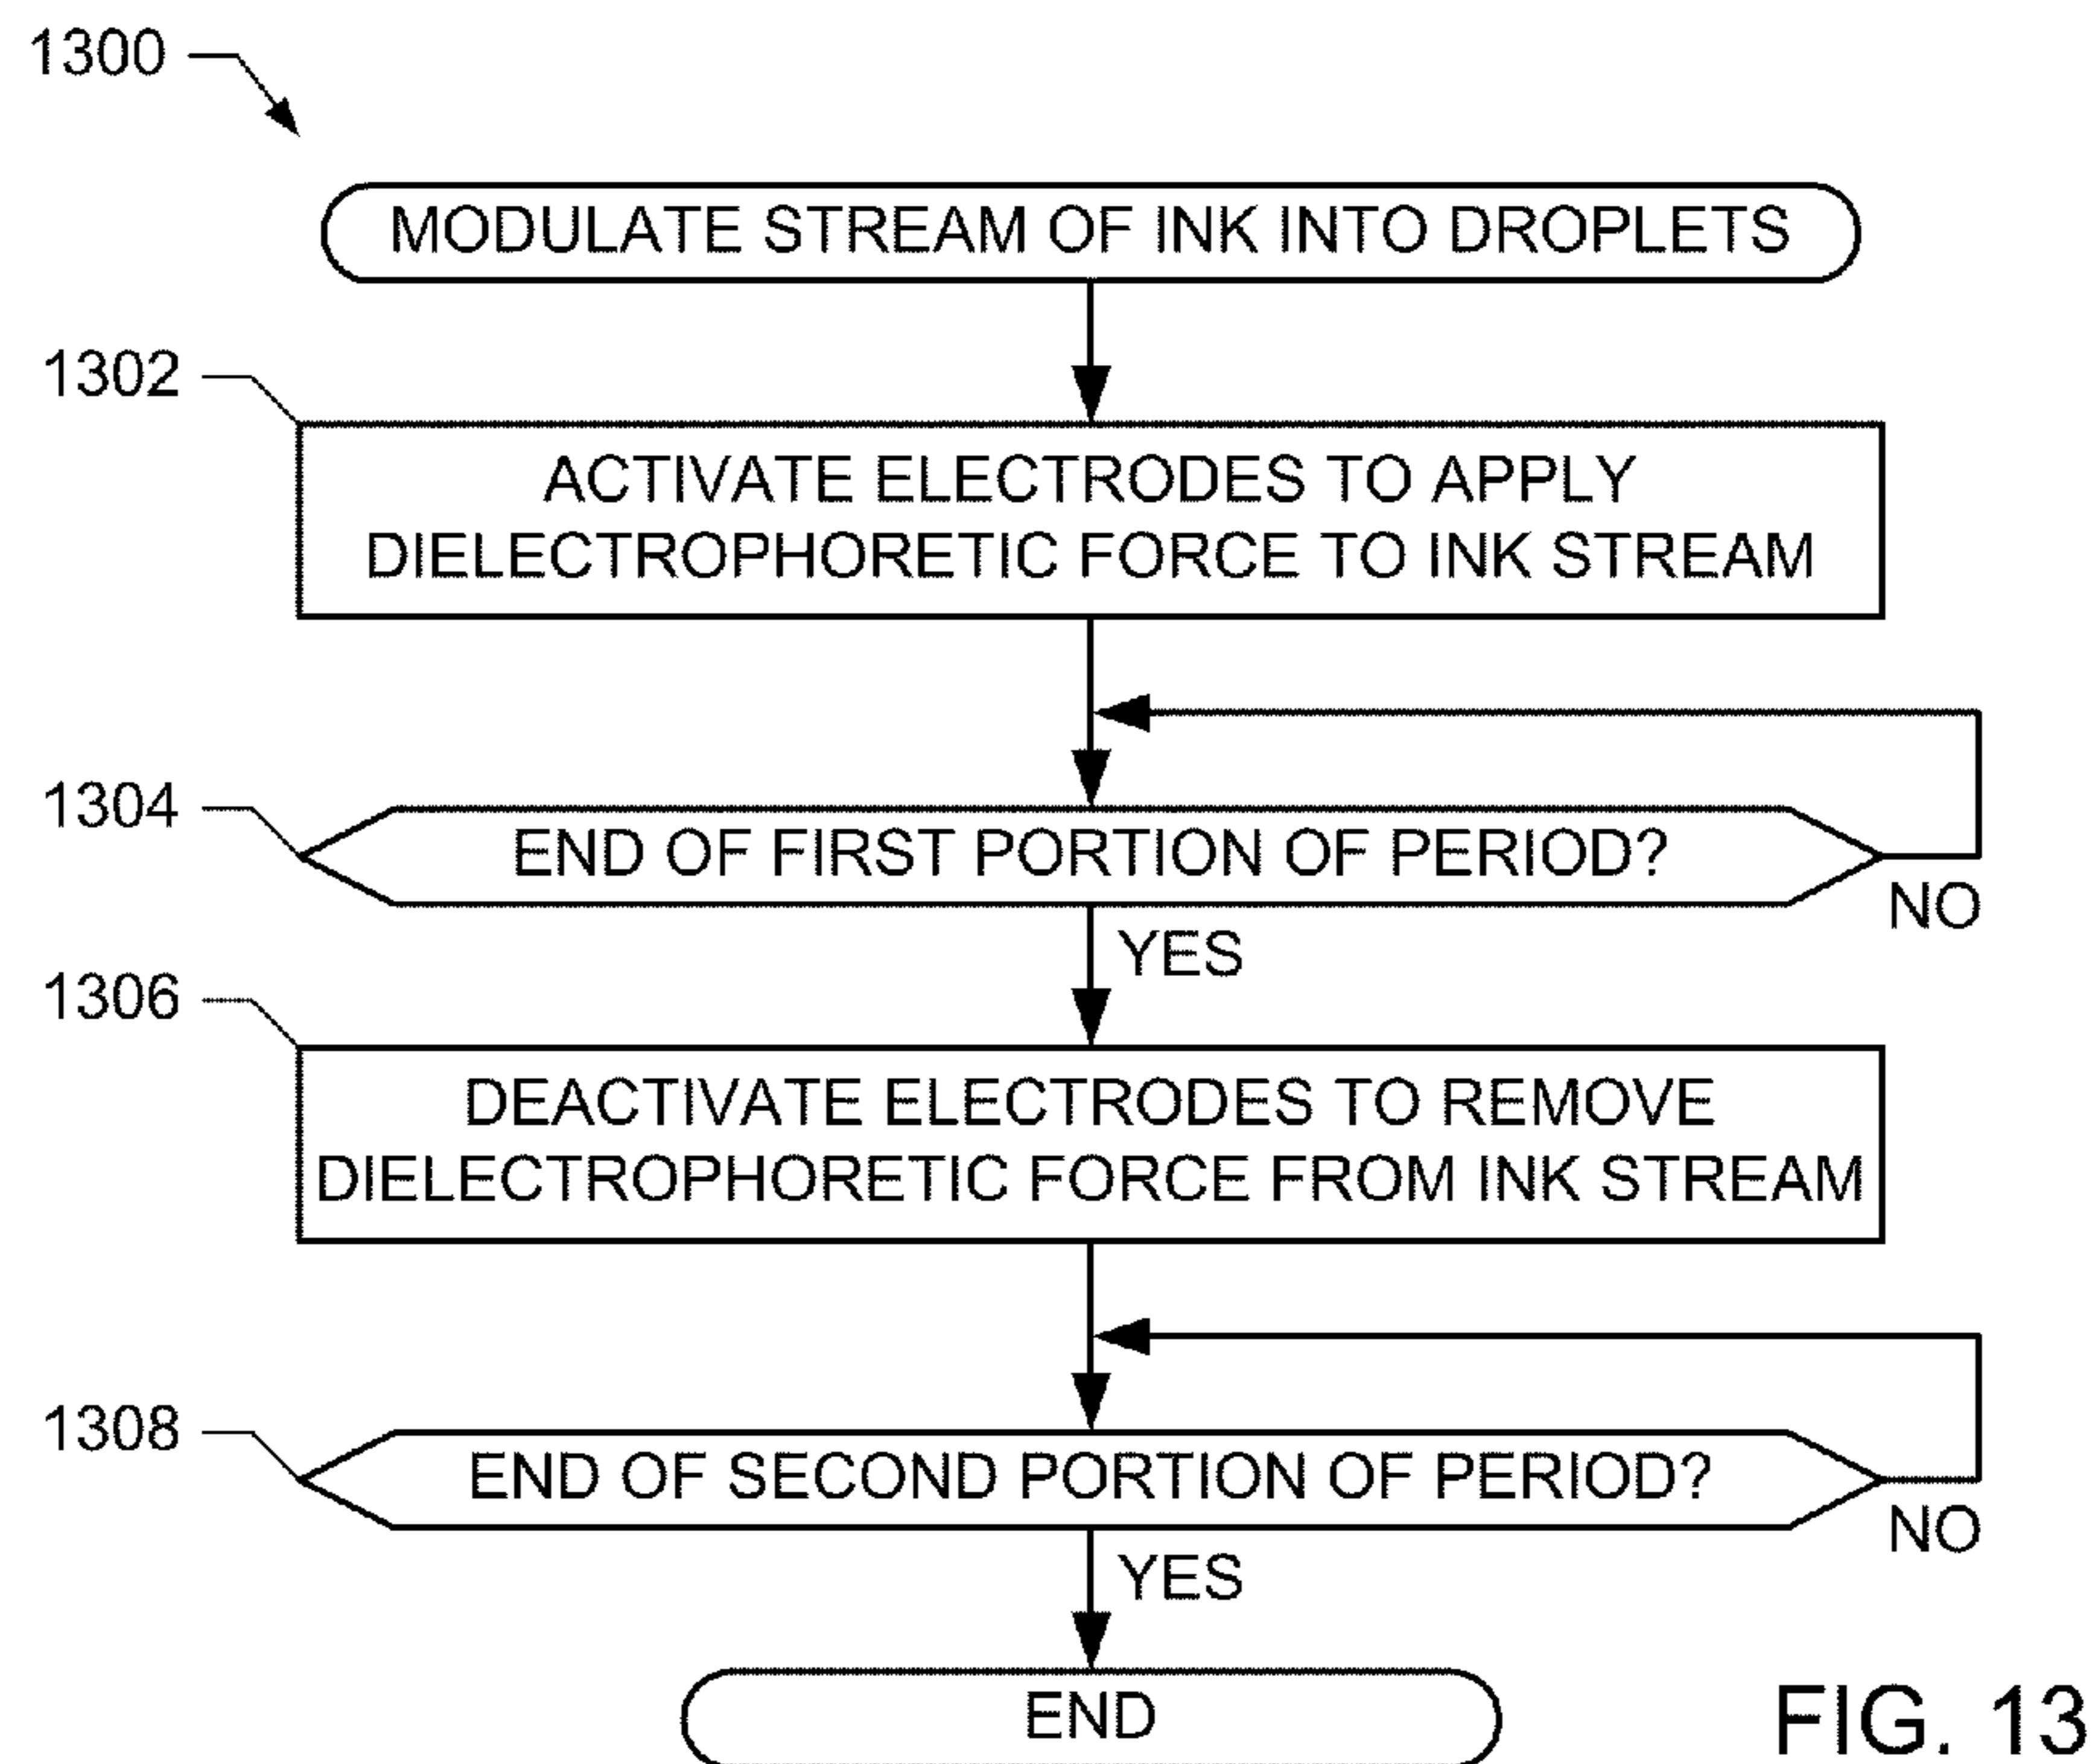 1300
MODULATE STREAM OF INK INTO DROPLETS
1302
ACTIVATE ELECTRODES TO APPLY
DIELECTROPHORETIC FORCE TO INK STREAM
1304
END OF FIRST PORTION OF PERIOD?
NO
YES
1306
DEACTIVATE ELECTRODES TO REMOVE
DIELECTROPHORETIC FORCE FROM INK STREAM
1308
END OF SECOND PORTION OF PERIOD?
NO
YES
END
FIG. 13